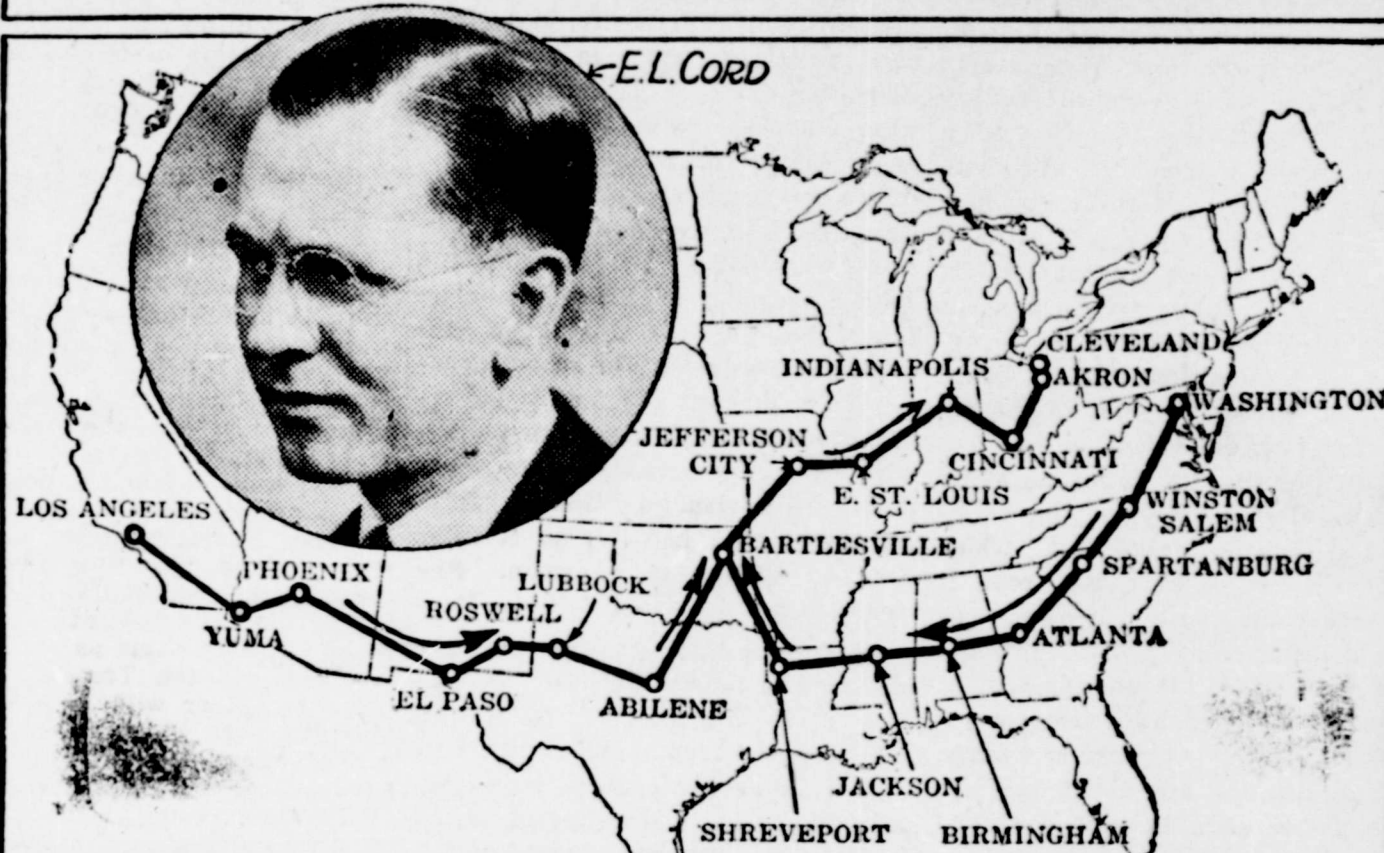 E.L. CORD
CLEVELAND
INDIANAPOLIS
AKRON
WASHINGTON
JEFFERSON
CITY
CINCINNATI
E. ST. LOUIS
WINSTON
SALEM
LOS ANGELES
BARTLESVILLE
SPARTANBURG
PHOENIX
LUBBOCK
ROSWELL
YUMA
ATLANTA
EL PASO
ABILENE
JACKSON
SHREVEPORT
BIRMINGHAM